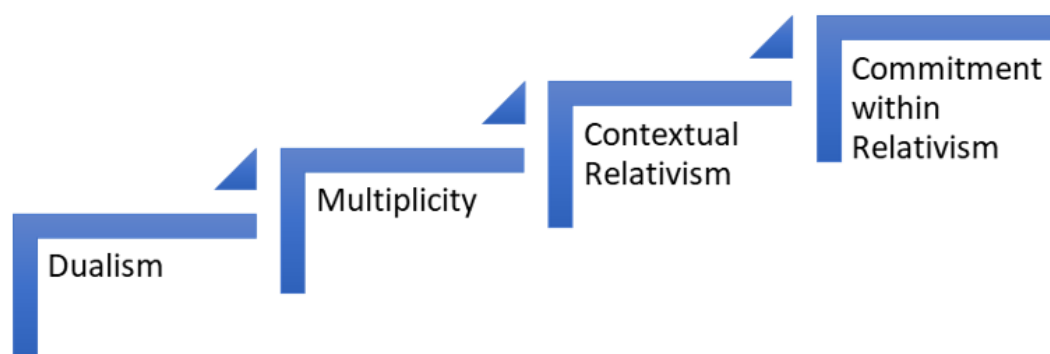 Dualism
Multiplicity
Contextual
Relativism
Commitment
within
Relativism